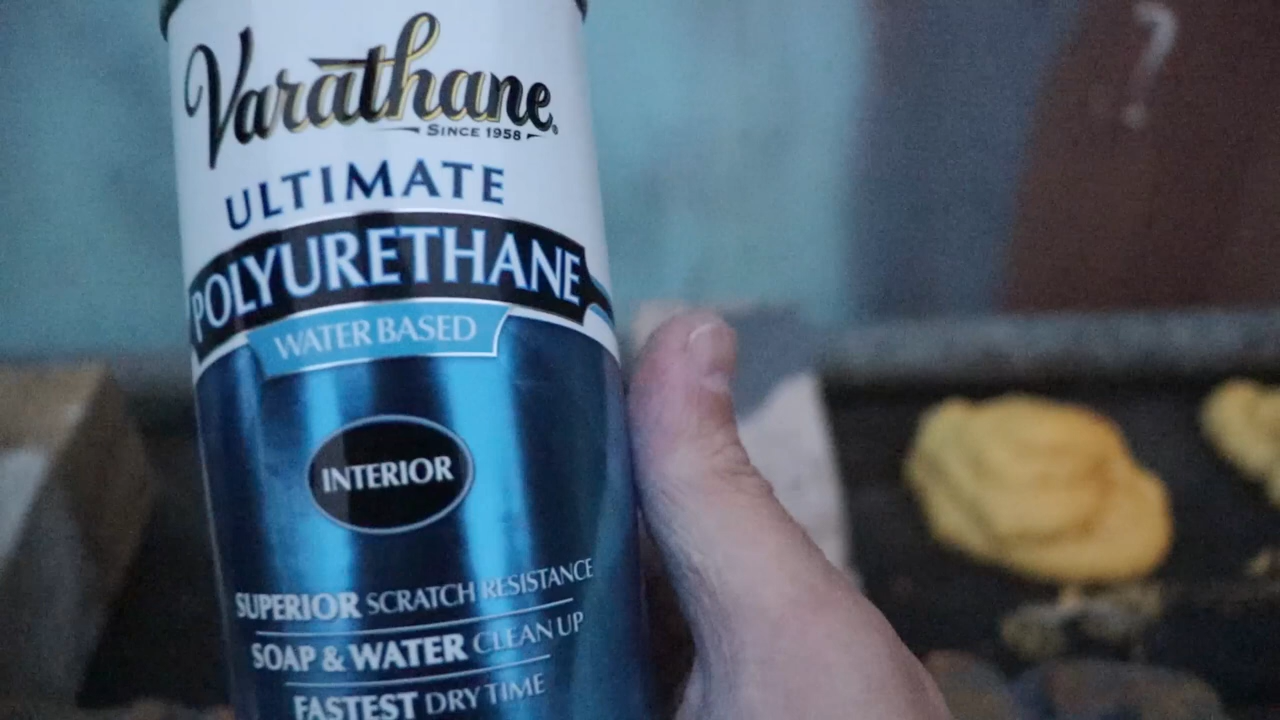 Varathane®
SINCE 1958
ULTIMATE
POLYURETHANE
WATER BASED
INTERIOR
SUPERIOR SCRATCH RESISTANCE
SOAP & WATER CLEAN UP
FASTEST DRY TIME
?